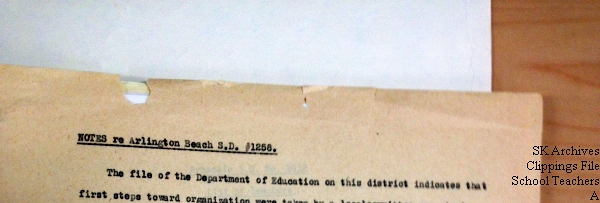 NOTES re Arlington Beach S.D. #1256.
The file of the Department of Education on this district indicates that
first steps toward organization were taken by a
SK Archives
Clippings File
School Teachers
A